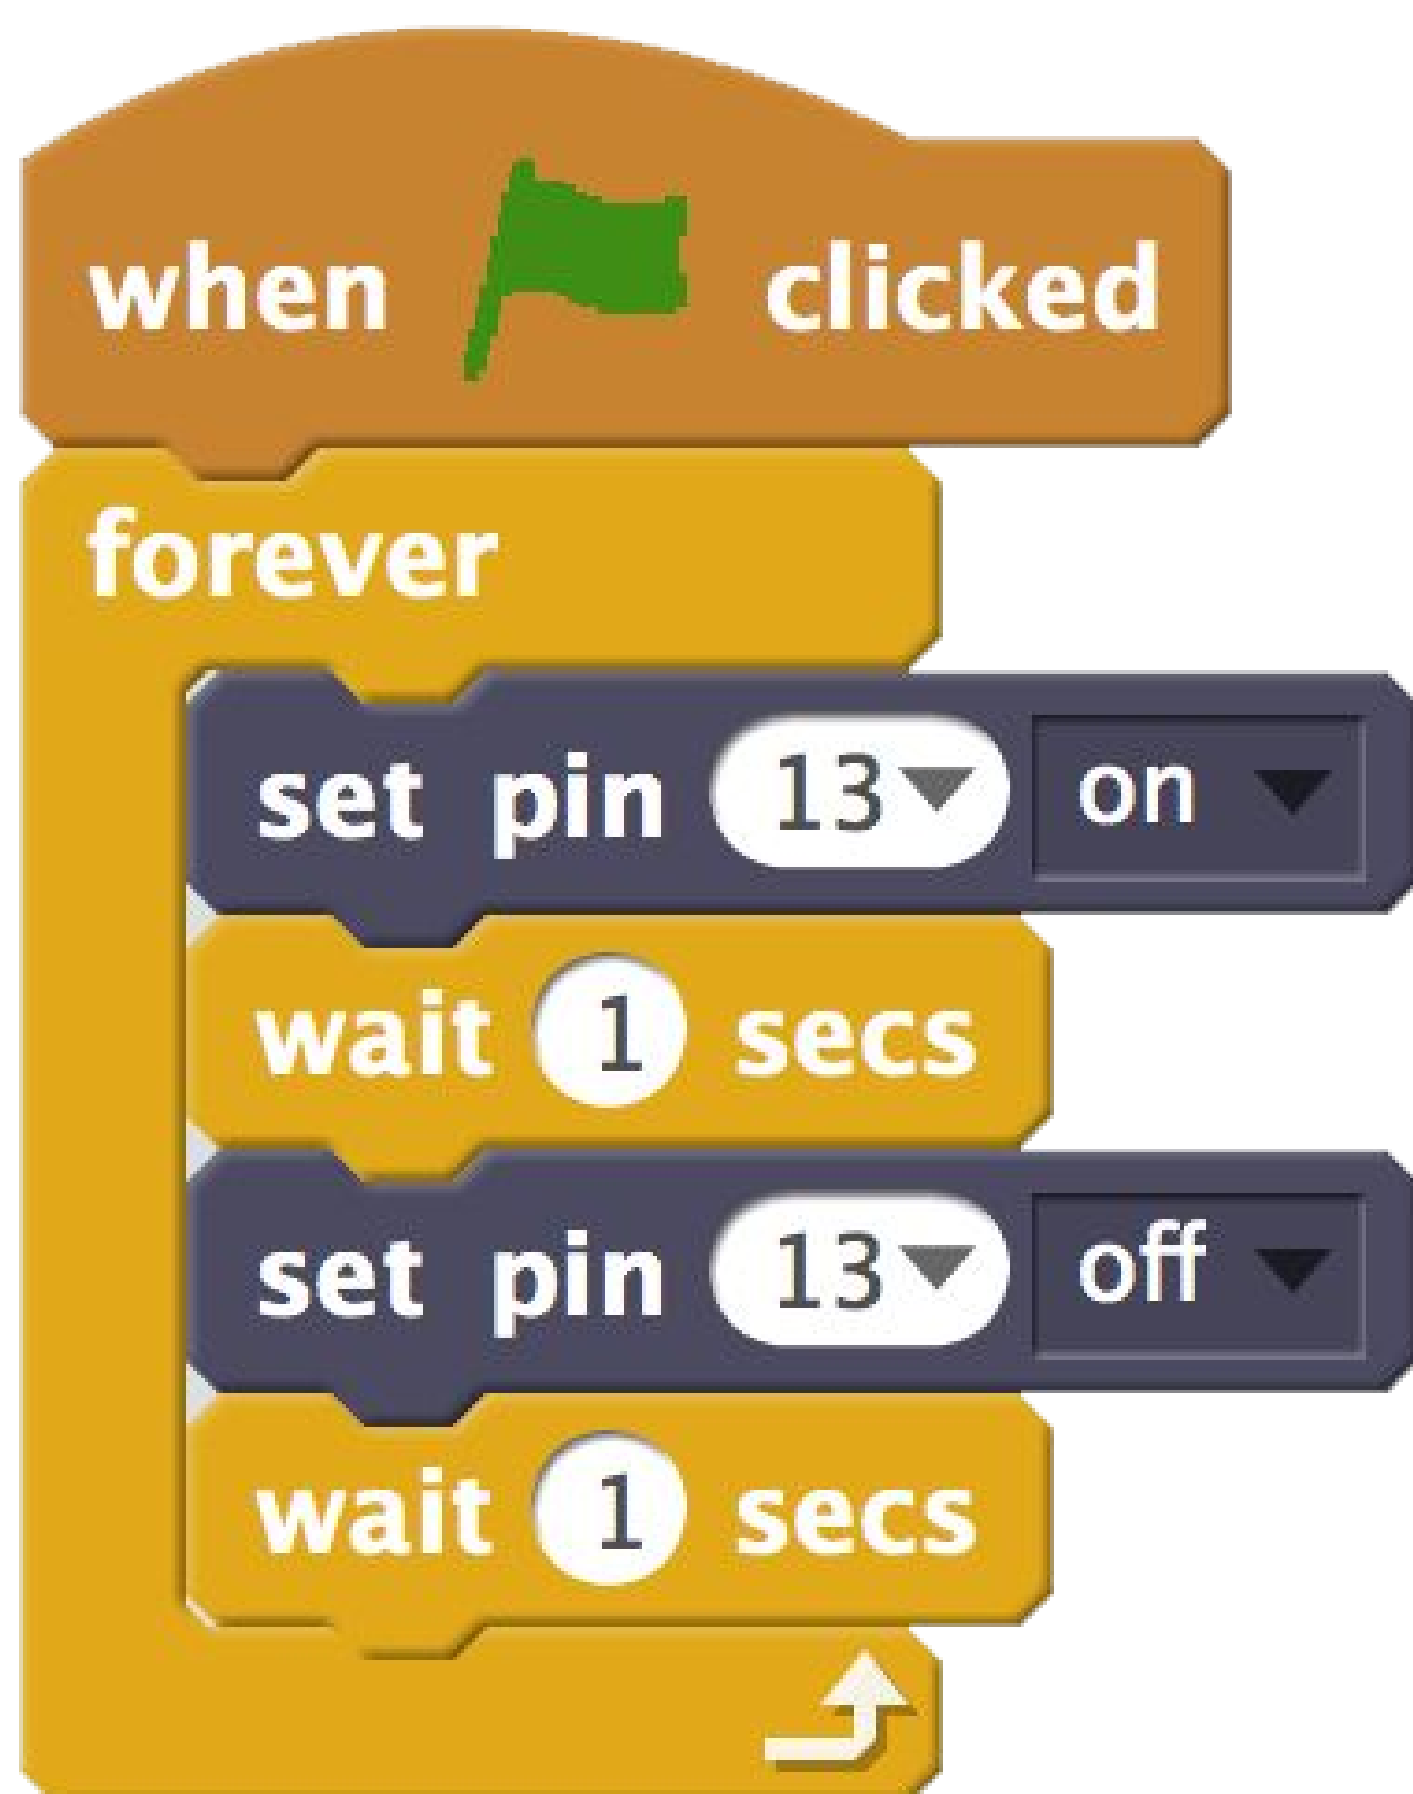 when clicked
forever
set pin 13 on
wait 1 secs
set pin 13 off
wait 1 secs